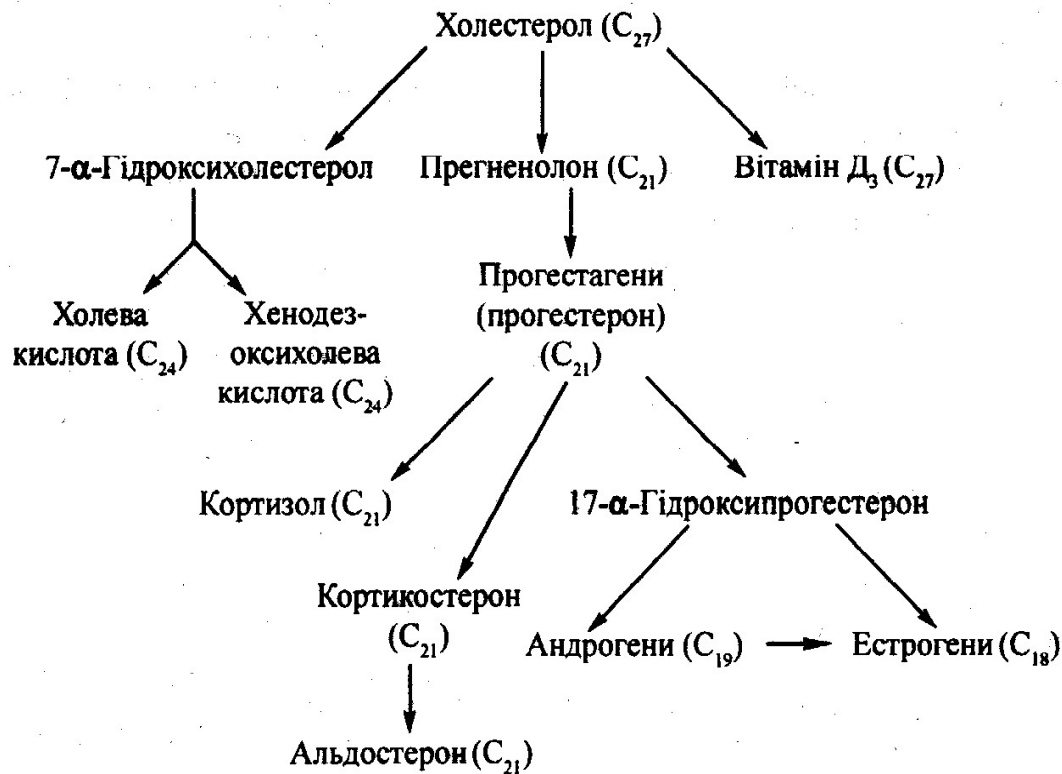 Холестерол (C₂₇)
7-α-Гідроксихолестерол
Прегненолон (C₂₁)
Вітамін Д₃ (C₂₇)
Прогестагени
(прогестерон)
(C₂₁)
Холева
кислота (C₂₄)
Хенодез-
оксихолева
кислота (C₂₄)
Кортизол (C₂₁)
17-α-Гідроксипрогестерон
Кортикостерон
(C₂₁)
Андрогени (C₁₉)
Естрогени (C₁₈)
Альдостерон (C₂₁)